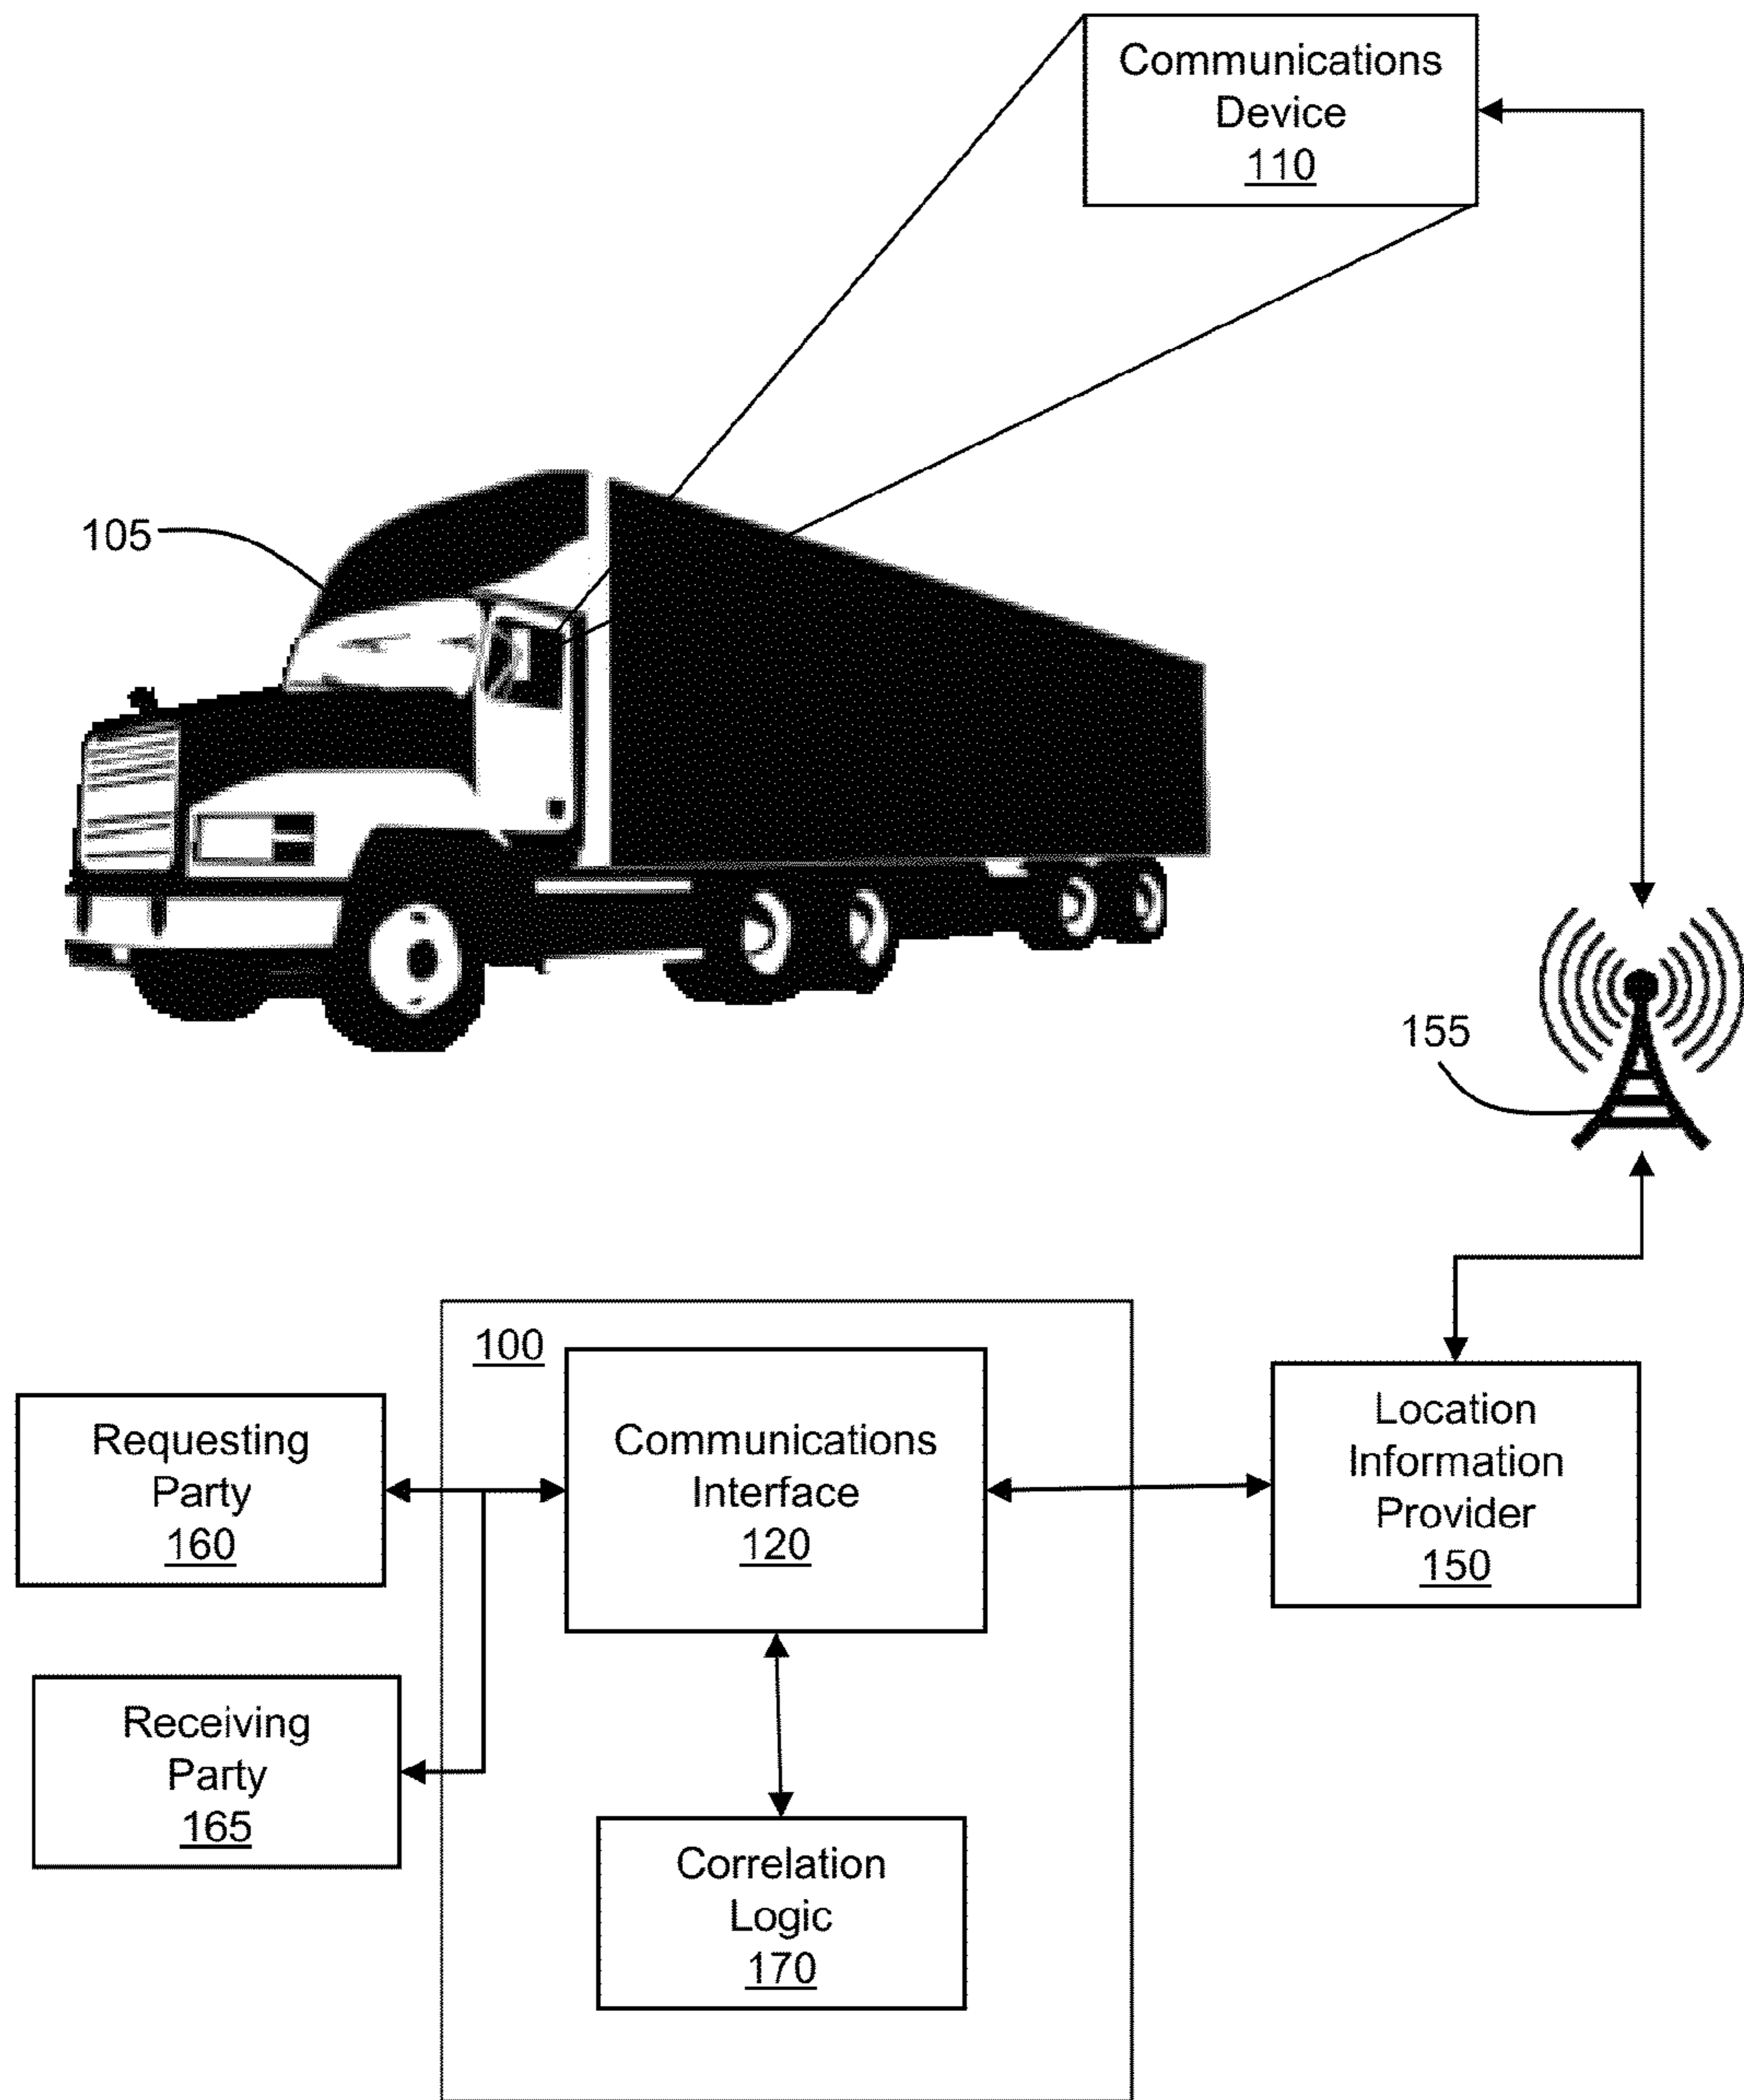 Communications
Device
110
105
155
100
Requesting
Party
160
Communications
Interface
120
Location
Information
Provider
150
Receiving
Party
165
Correlation
Logic
170